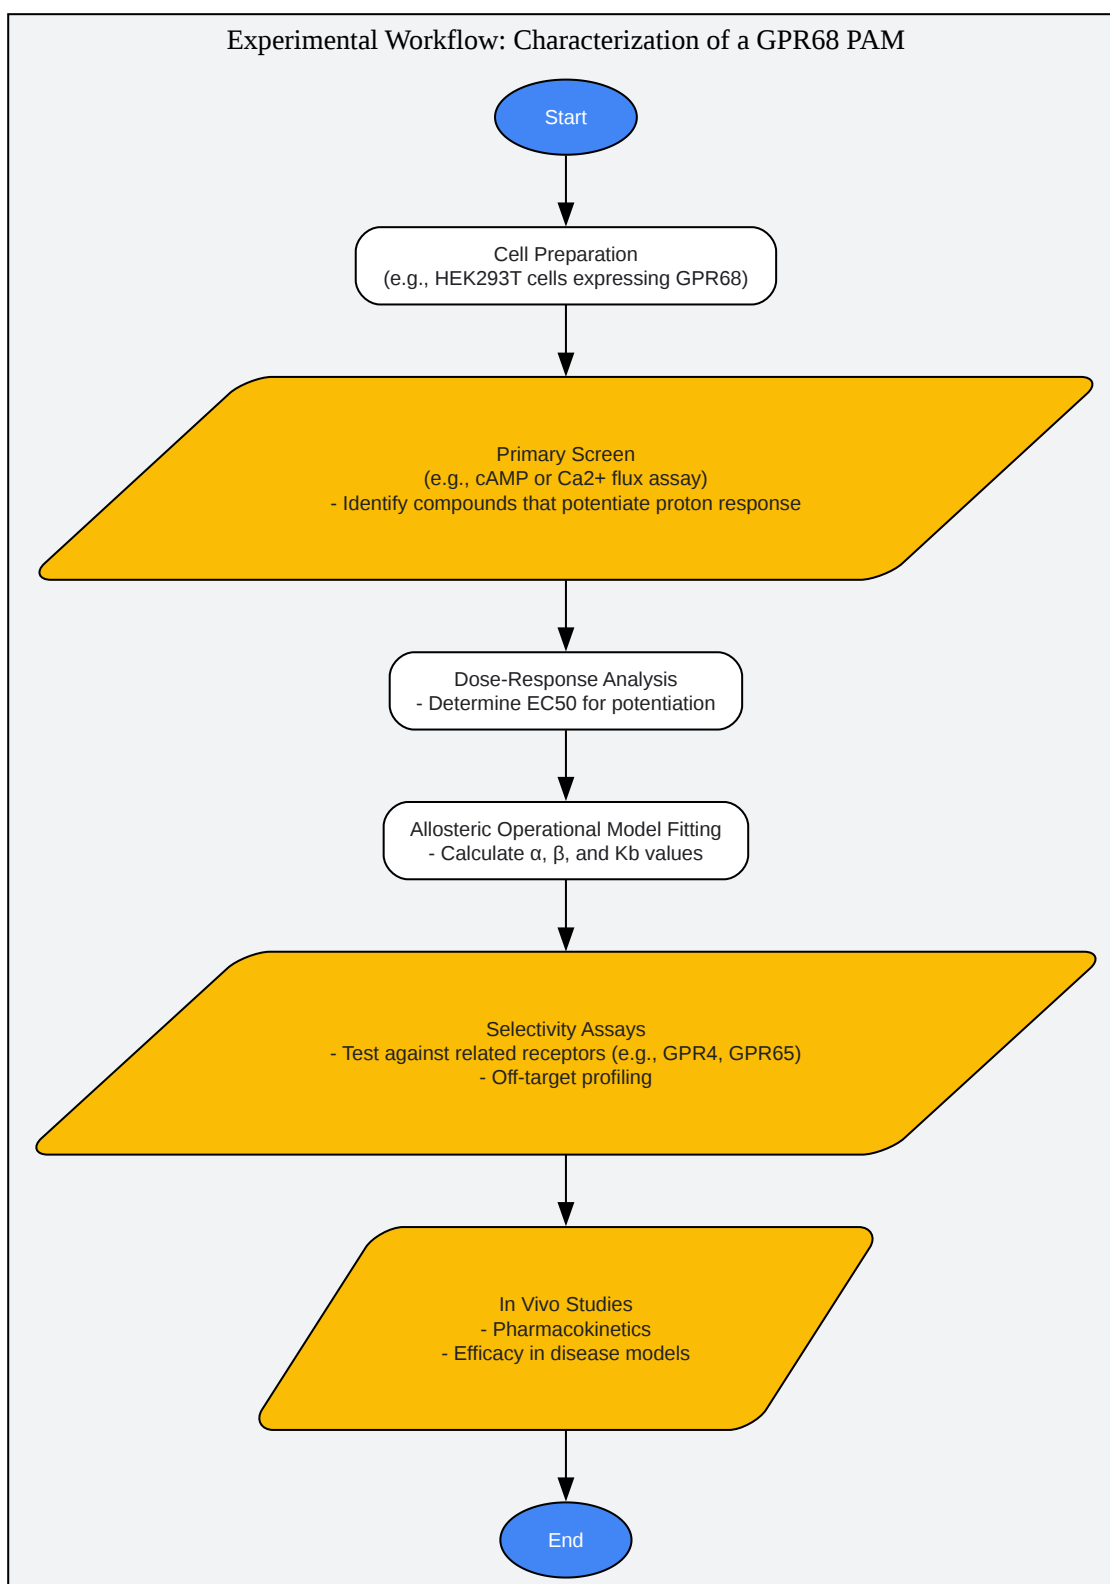 Experimental Workflow: Characterization of a GPR68 PAM
Start
Cell Preparation
(e.g., HEK293T cells expressing GPR68)
Primary Screen
(e.g., cAMP or Ca2+ flux assay)
- Identify compounds that potentiate proton response
Dose-Response Analysis
- Determine EC50 for potentiation
Allosteric Operational Model Fitting
- Calculate α, β, and Kb values
Selectivity Assays
- Test against related receptors (e.g., GPR4, GPR65)
- Off-target profiling
In Vivo Studies
- Pharmacokinetics
- Efficacy in disease models
End